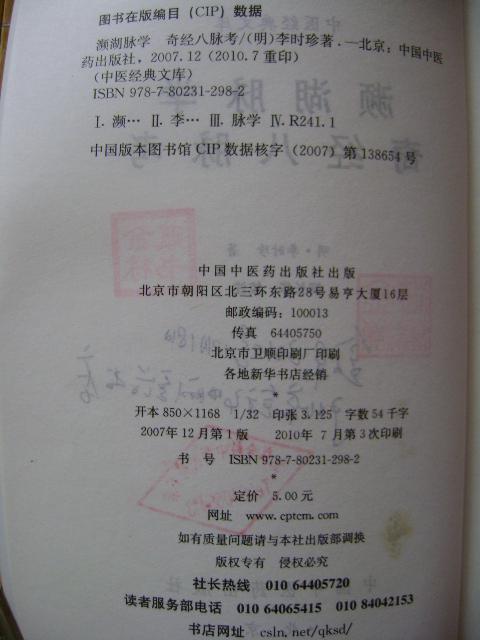 图书在版编目（CIP）数据
濒湖脉学　奇经八脉考/(明)李时珍著.—北京：中国中医
药出版社，2007.12（2010.7重印）
（中医经典文库）
ISBN 978-7-80231-298-2
Ⅰ.濒… Ⅱ.李… Ⅲ.脉学 Ⅳ.R241.1
中国版本图书馆CIP数据核字（2007）第138654号
中国中医药出版社出版
北京市朝阳区北三环东路28号易亨大厦16层
邮政编码：100013
传真 64405750
北京市卫顺印刷厂印刷
各地新华书店经销
*
开本850×1168 1/32 印张3.125 字数54千字
2007年12月第1版 2010年7月第3次印刷
书　号 ISBN 978-7-80231-298-2
*
定价 5.00元
网址 www.cptcm.com
如有质量问题请与本社出版部调换
版权专有 侵权必究
社长热线 010 64405720
读者服务部电话 010 64065415 010 84042153
书店网址 csln.net/qksd/